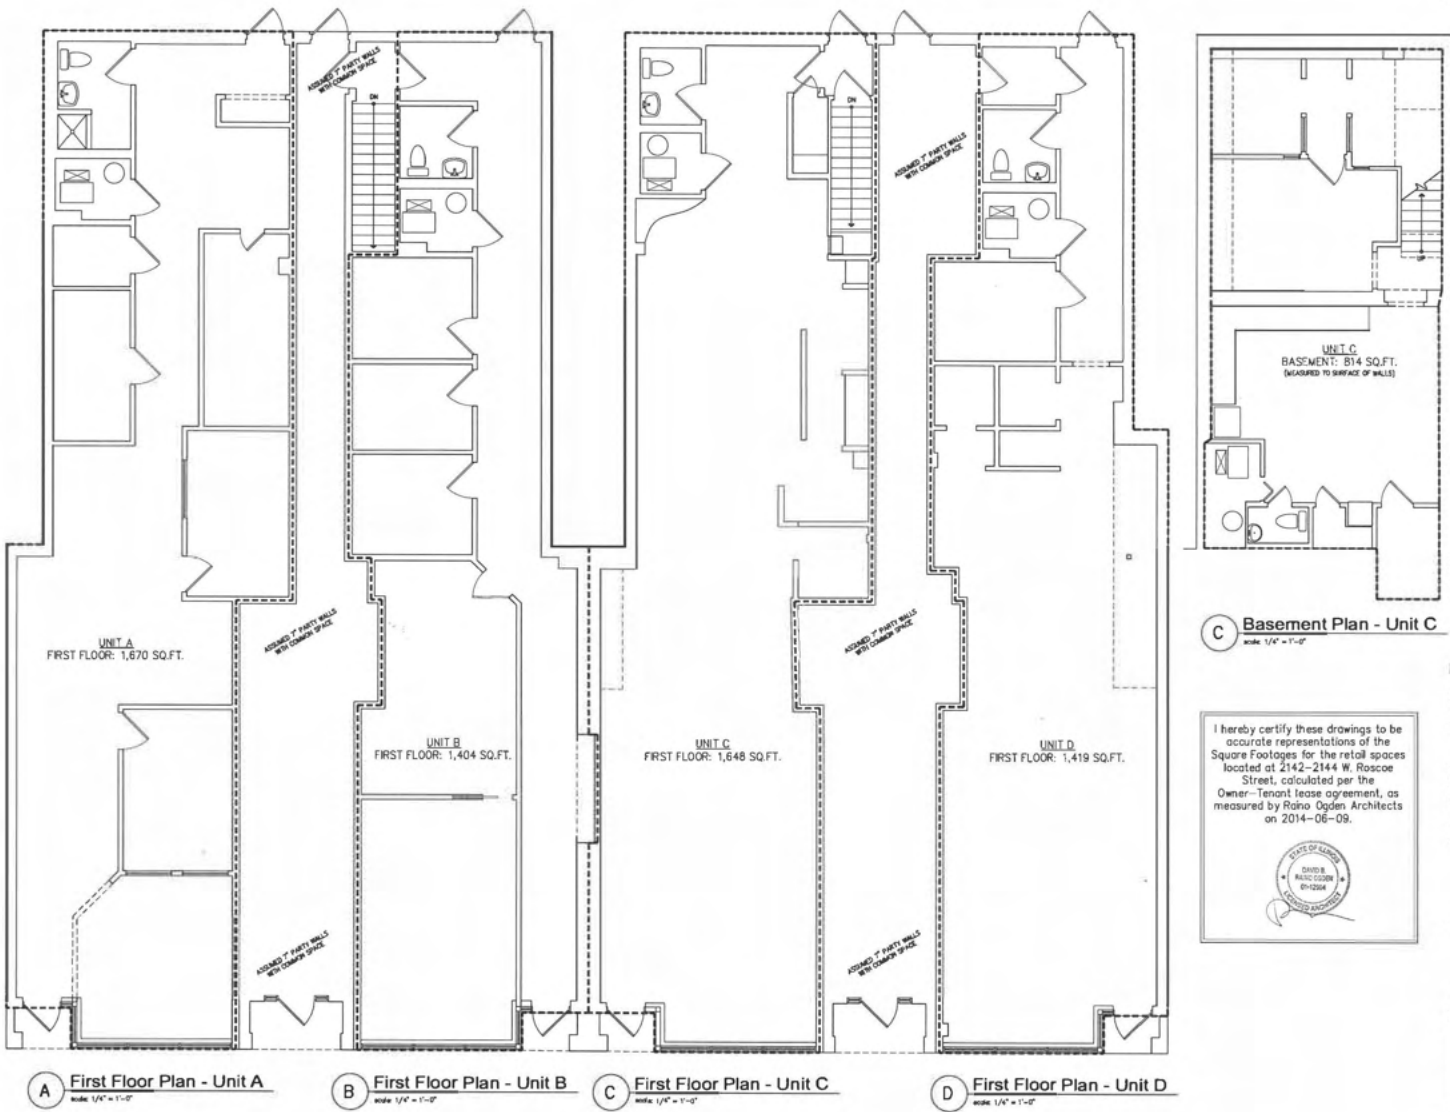 ASSUMED 7" PARTY WALLS
WITH COMMON SPACE
DN
DN
ASSUMED 7" PARTY WALLS
WITH COMMON SPACE
UP
UNIT C
BASEMENT: 814 SQ.FT.
(MEASURED TO SURFACE OF WALLS)
C
Basement Plan - Unit C
scale: 1/4" = 1'-0"
ASSUMED 7" PARTY WALLS
WITH COMMON SPACE
ASSUMED 7" PARTY WALLS
WITH COMMON SPACE
UNIT A
FIRST FLOOR: 1,670 SQ.FT.
UNIT B
FIRST FLOOR: 1,404 SQ.FT.
UNIT C
FIRST FLOOR: 1,648 SQ.FT.
UNIT D
FIRST FLOOR: 1,419 SQ.FT.
I hereby certify these drawings to be
accurate representations of the
Square Footages for the retail spaces
located at 2142-2144 W. Roscoe
Street, calculated per the
Owner-Tenant lease agreement, as
measured by Raino Ogden Architects
on 2014-06-09.
STATE OF ILLINOIS
DAVID B.
RAINO OGDEN
LICENSED ARCHITECT
ASSUMED 7" PARTY WALLS
WITH COMMON SPACE
ASSUMED 7" PARTY WALLS
WITH COMMON SPACE
A
First Floor Plan - Unit A
scale: 1/4" = 1'-0"
B
First Floor Plan - Unit B
scale: 1/4" = 1'-0"
C
First Floor Plan - Unit C
scale: 1/4" = 1'-0"
D
First Floor Plan - Unit D
scale: 1/4" = 1'-0"